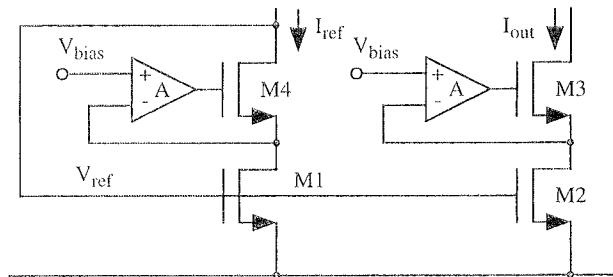 I_ref
I_out
V_bias
V_bias
+
A
-
M4
+
A
-
M3
V_ref
M1
M2